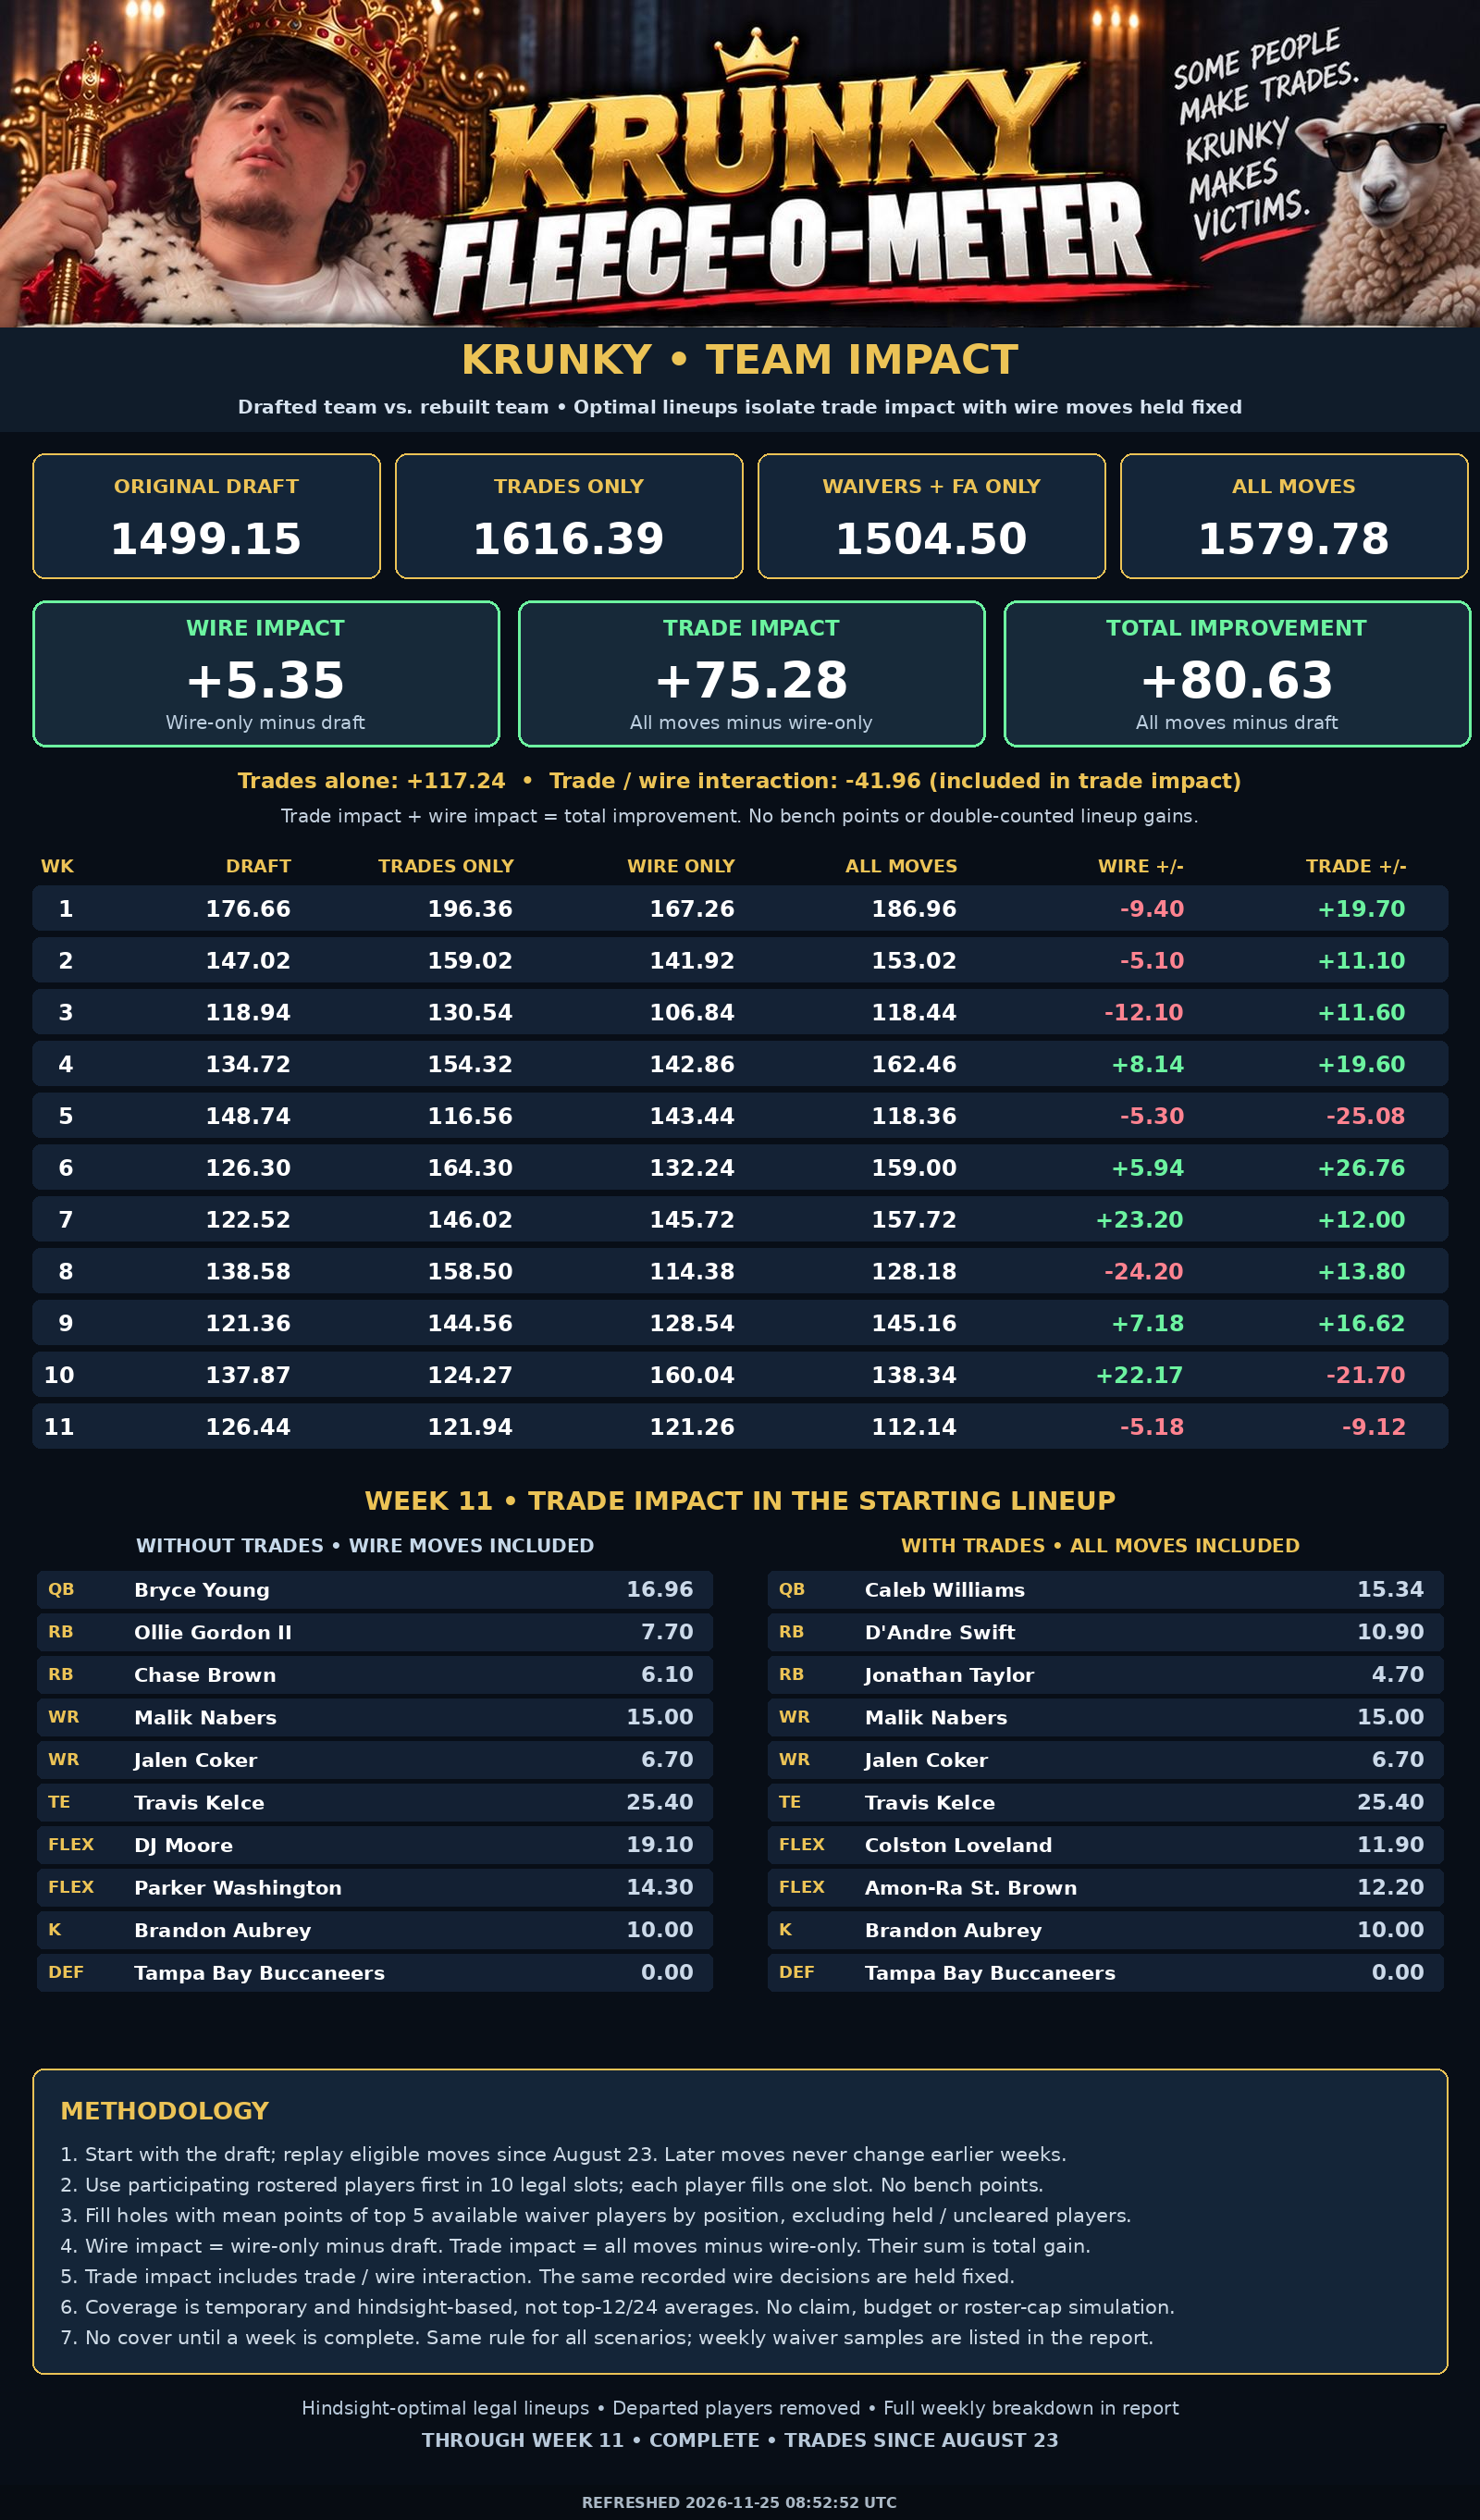 KRUNKY
FLEECE-O-METER
SOME PEOPLE
MAKE TRADES.
KRUNKY
MAKES
VICTIMS.
KRUNKY • TEAM IMPACT
Drafted team vs. rebuilt team • Optimal lineups isolate trade impact with wire moves held fixed
ORIGINAL DRAFT TRADES ONLY WAIVERS + FA ONLY ALL MOVES
1499.15 1616.39 1504.50 1579.78
WIRE IMPACT TRADE IMPACT TOTAL IMPROVEMENT
+5.35 +75.28 +80.63
Wire-only minus draft All moves minus wire-only All moves minus draft
Trades alone: +117.24 • Trade / wire interaction: -41.96 (included in trade impact)
Trade impact + wire impact = total improvement. No bench points or double-counted lineup gains.
WK DRAFT TRADES ONLY WIRE ONLY ALL MOVES WIRE +/- TRADE +/-
1 176.66 196.36 167.26 186.96 -9.40 +19.70
2 147.02 159.02 141.92 153.02 -5.10 +11.10
3 118.94 130.54 106.84 118.44 -12.10 +11.60
4 134.72 154.32 142.86 162.46 +8.14 +19.60
5 148.74 116.56 143.44 118.36 -5.30 -25.08
6 126.30 164.30 132.24 159.00 +5.94 +26.76
7 122.52 146.02 145.72 157.72 +23.20 +12.00
8 138.58 158.50 114.38 128.18 -24.20 +13.80
9 121.36 144.56 128.54 145.16 +7.18 +16.62
10 137.87 124.27 160.04 138.34 +22.17 -21.70
11 126.44 121.94 121.26 112.14 -5.18 -9.12
WEEK 11 • TRADE IMPACT IN THE STARTING LINEUP
WITHOUT TRADES • WIRE MOVES INCLUDED
QB Bryce Young 16.96
RB Ollie Gordon II 7.70
RB Chase Brown 6.10
WR Malik Nabers 15.00
WR Jalen Coker 6.70
TE Travis Kelce 25.40
FLEX DJ Moore 19.10
FLEX Parker Washington 14.30
K Brandon Aubrey 10.00
DEF Tampa Bay Buccaneers 0.00
WITH TRADES • ALL MOVES INCLUDED
QB Caleb Williams 15.34
RB D'Andre Swift 10.90
RB Jonathan Taylor 4.70
WR Malik Nabers 15.00
WR Jalen Coker 6.70
TE Travis Kelce 25.40
FLEX Colston Loveland 11.90
FLEX Amon-Ra St. Brown 12.20
K Brandon Aubrey 10.00
DEF Tampa Bay Buccaneers 0.00
METHODOLOGY
1. Start with the draft; replay eligible moves since August 23. Later moves never change earlier weeks.
2. Use participating rostered players first in 10 legal slots; each player fills one slot. No bench points.
3. Fill holes with mean points of top 5 available waiver players by position, excluding held / uncleared players.
4. Wire impact = wire-only minus draft. Trade impact = all moves minus wire-only. Their sum is total gain.
5. Trade impact includes trade / wire interaction. The same recorded wire decisions are held fixed.
6. Coverage is temporary and hindsight-based, not top-12/24 averages. No claim, budget or roster-cap simulation.
7. No cover until a week is complete. Same rule for all scenarios; weekly waiver samples are listed in the report.
Hindsight-optimal legal lineups • Departed players removed • Full weekly breakdown in report
THROUGH WEEK 11 • COMPLETE • TRADES SINCE AUGUST 23
REFRESHED 2026-11-25 08:52:52 UTC